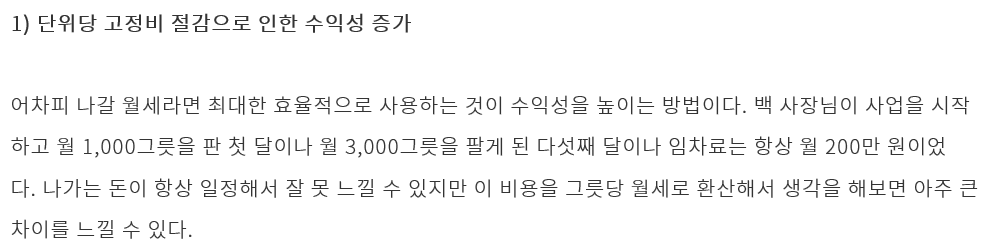 1) 단위당 고정비 절감으로 인한 수익성 증가
어차피 나갈 월세라면 최대한 효율적으로 사용하는 것이 수익성을 높이는 방법이다. 백 사장님이 사업을 시작
하고 월 1,000그릇을 판 첫 달이나 월 3,000그릇을 팔게 된 다섯째 달이나 임차료는 항상 월 200만 원이었
다. 나가는 돈이 항상 일정해서 잘 못 느낄 수 있지만 이 비용을 그릇당 월세로 환산해서 생각을 해보면 아주 큰
차이를 느낄 수 있다.